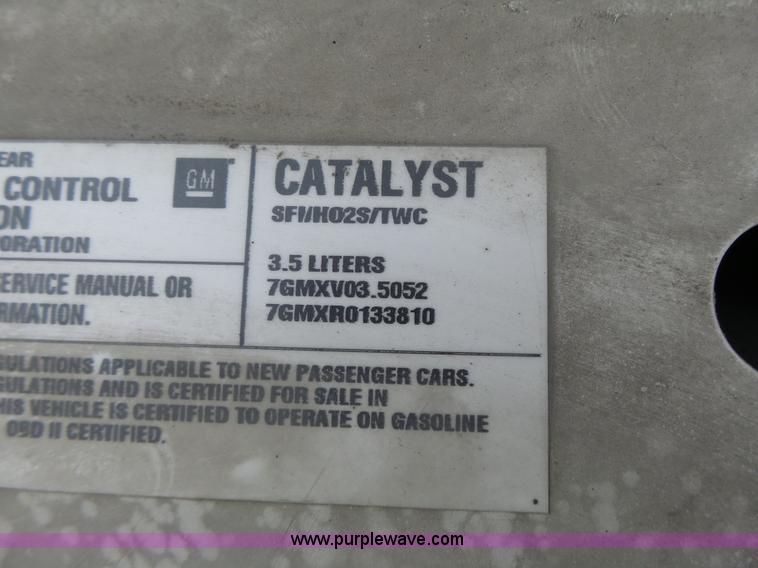 EAR
CONTROL
ON
ORATION
GM
ERVICE MANUAL OR
RMATION.
CATALYST
SFI/HO2S/TWC
3.5 LITERS
7GMXV03.5052
7GMXR0133810
GULATIONS APPLICABLE TO NEW PASSENGER CARS.
GULATIONS AND IS CERTIFIED FOR SALE IN
HIS VEHICLE IS CERTIFIED TO OPERATE ON GASOLINE
OBD II CERTIFIED.
www.purplewave.com